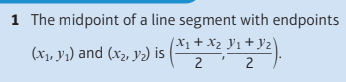 1 The midpoint of a line segment with endpoints
(x₁, y₁) and (x₂, y₂) is ((x₁ + x₂)/2, (y₁ + y₂)/2).